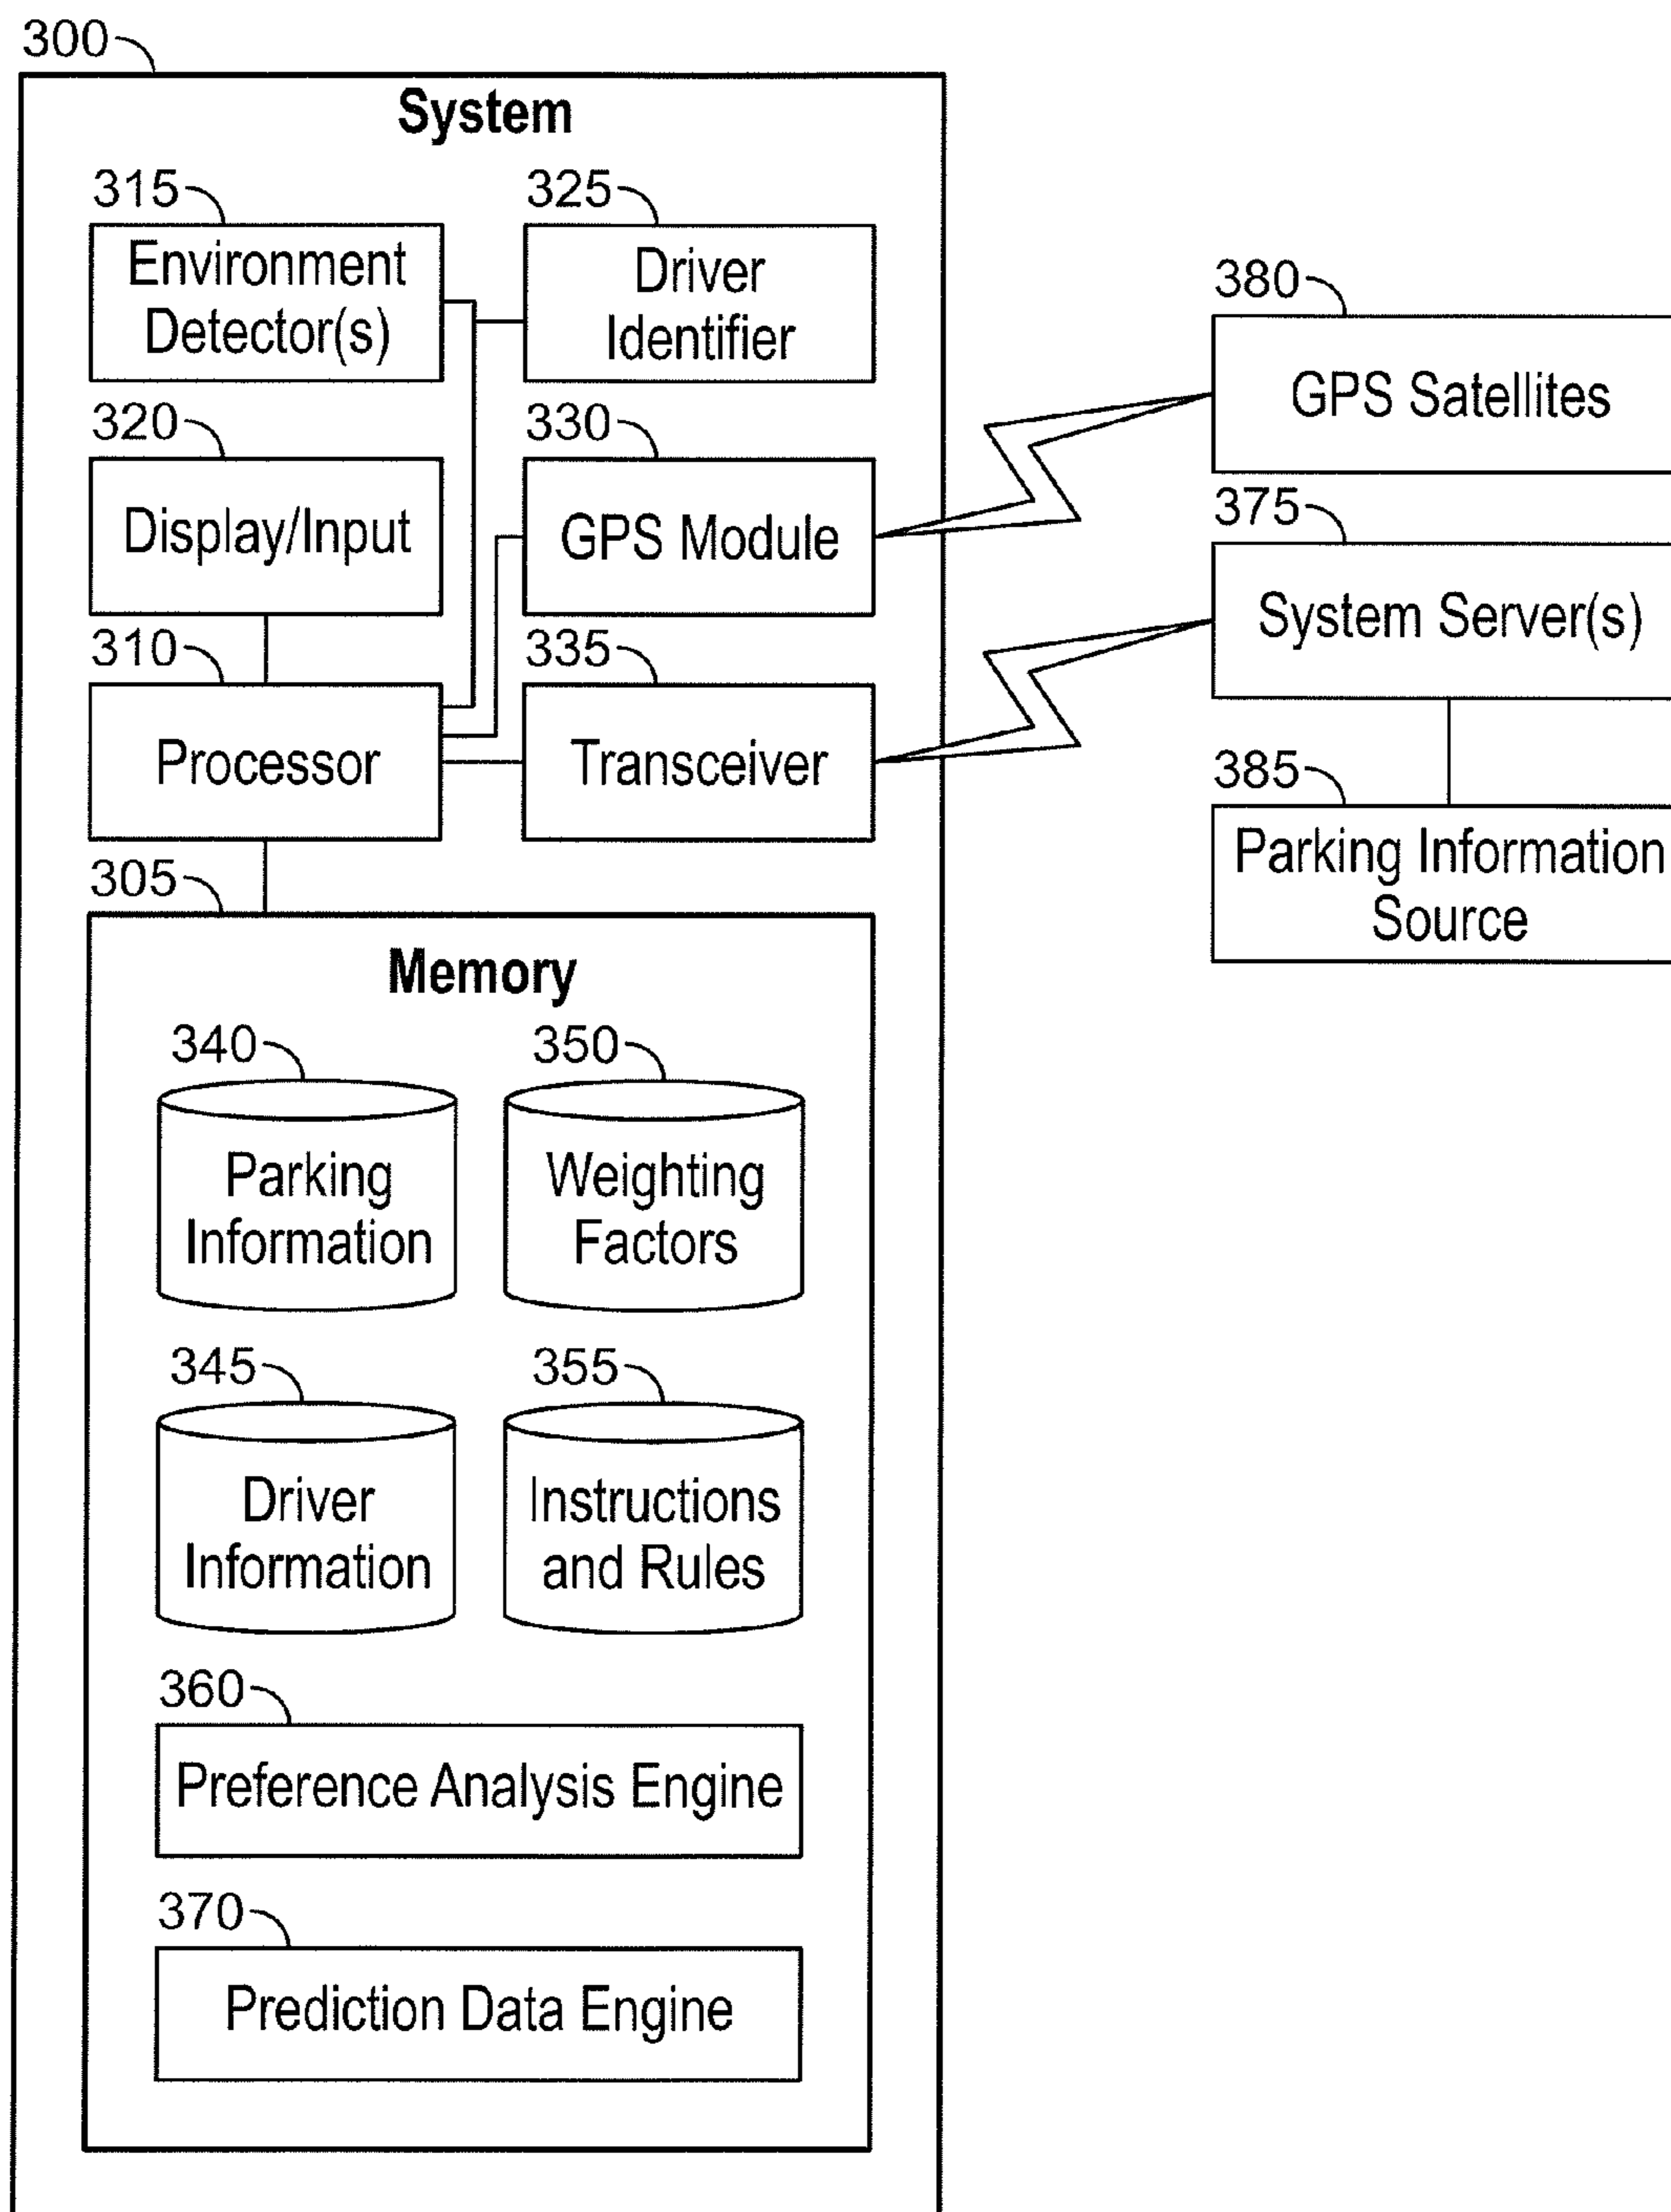 300
System
315
Environment
Detector(s)
325
Driver
Identifier
320
Display/Input
330
GPS Module
310
Processor
335
Transceiver
305
Memory
340
Parking
Information
350
Weighting
Factors
345
Driver
Information
355
Instructions
and Rules
360
Preference Analysis Engine
370
Prediction Data Engine
380
GPS Satellites
375
System Server(s)
385
Parking Information
Source